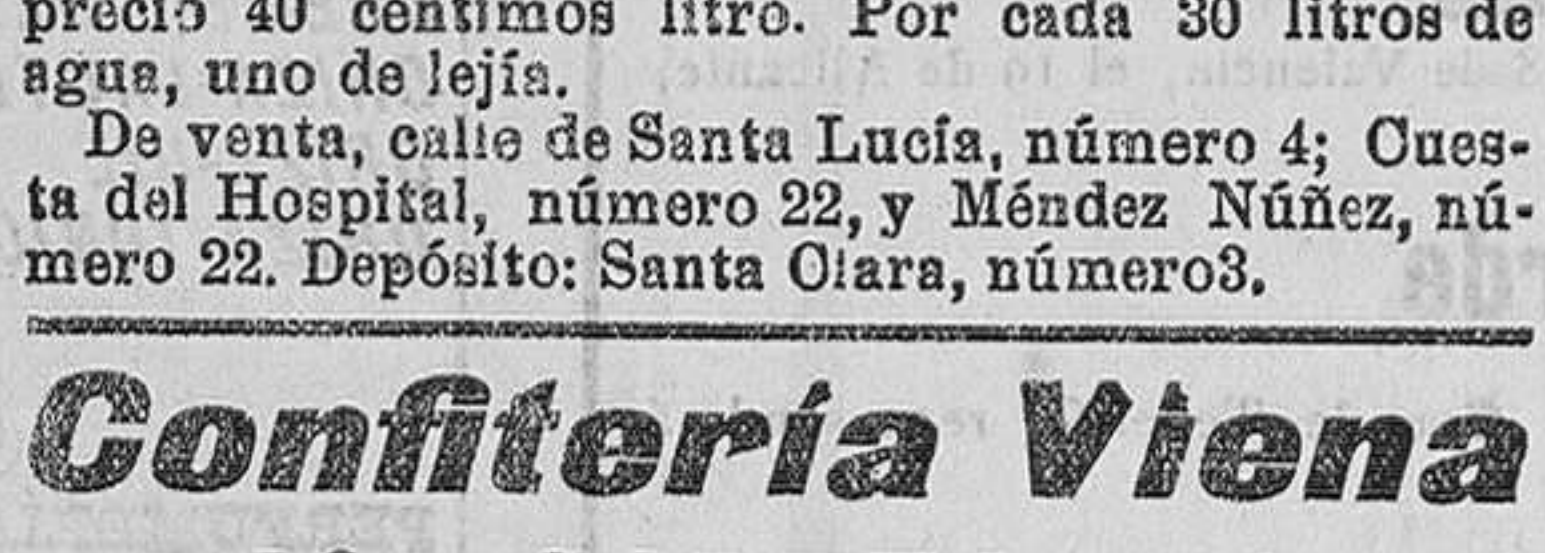 precio 40 céntimos litro. Por cada 30 litros de
agua, uno de lejía.
De venta, calle de Santa Lucía, número 4; Cues-
ta del Hospital, número 22, y Méndez Núñez, nú-
mero 22. Depósito: Santa Clara, número3.
Confitería Viena